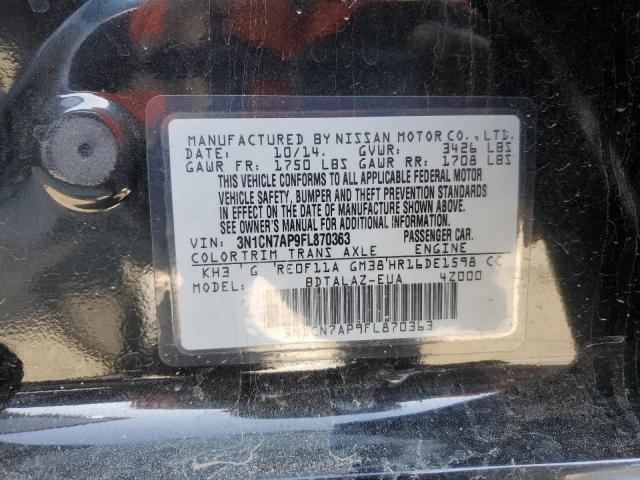 MANUFACTURED BY NISSAN MOTOR CO., LTD.
DATE: 10/14. GVWR: 3426 LBS
GAWR FR: 1750 LBS GAWR RR: 1708 LBS
THIS VEHICLE CONFORMS TO ALL APPLICABLE FEDERAL MOTOR
VEHICLE SAFETY, BUMPER AND THEFT PREVENTION STANDARDS
IN EFFECT ON THE DATE OF MANUFACTURE SHOWN ABOVE.
SEE OWNER'S MANUAL FOR ADDITIONAL INFORMATION.
VIN: 3N1CN7AP9FL870363 PASSENGER CAR.
COLOR TRIM TRANS AXLE ENGINE
KH3 ' G 'RE0F11A GM38'HR16DE1598 CC
MODEL: BDTALAZ-EUA 4Z000
3N1CN7AP9FL870363